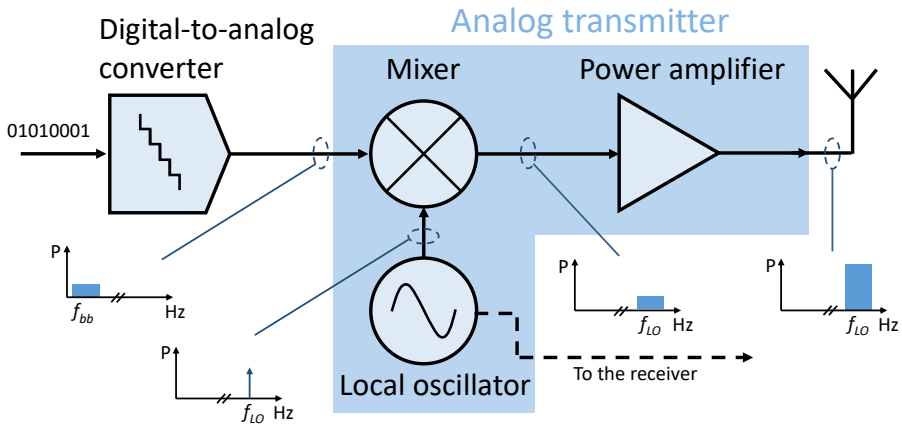 Analog transmitter
Digital-to-analog
converter
Mixer
Power amplifier
01010001
P
f_bb
Hz
P
f_LO
Hz
Local oscillator
To the receiver
P
f_LO
Hz
P
f_LO
Hz